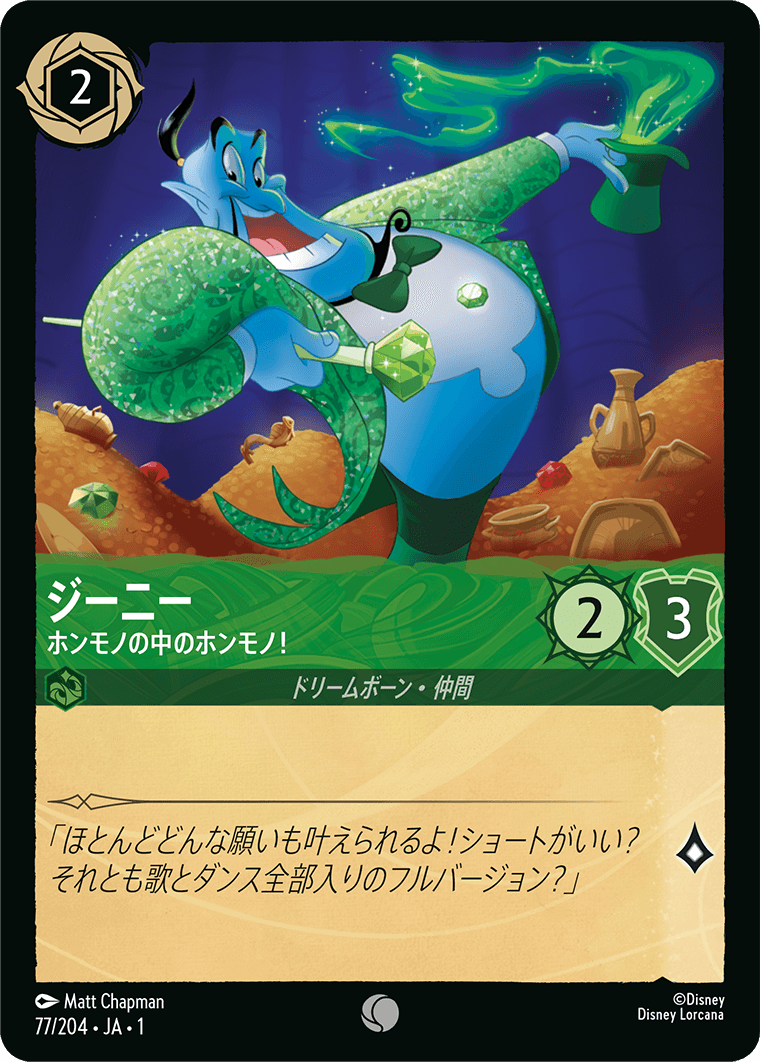 2
ジーニー
ホンモノの中のホンモノ!
2
3
ドリームボーン・仲間
「ほとんどどんな願いも叶えられるよ!ショートがいい?
それとも歌とダンス全部入りのフルバージョン?」
Matt Chapman
©Disney
77/204・JA・1
Disney Lorcana